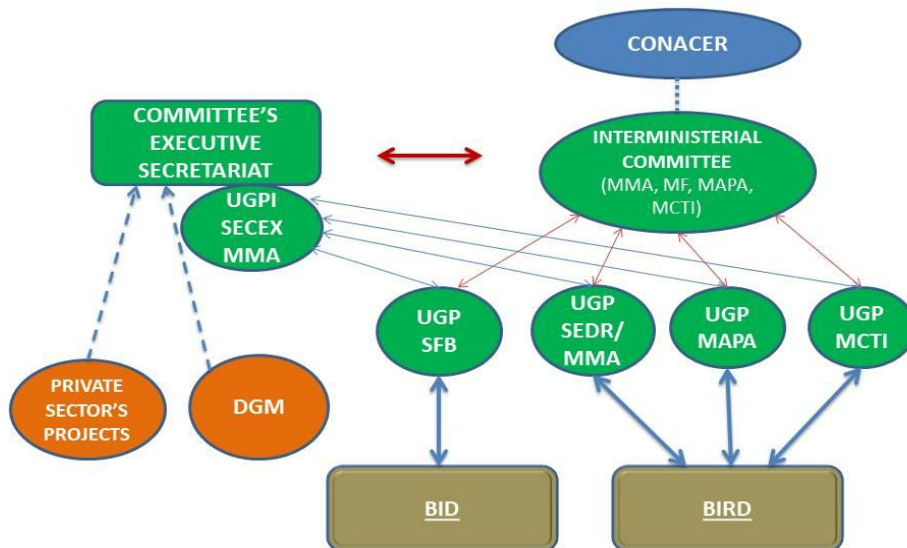 CONACER
COMMITTEE'S
EXECUTIVE
SECRETARIAT
INTERMINISTERIAL
COMMITTEE
(MMA, MF, MAPA,
MCTI)
UGPI
SECEX
MMA
UGP
SFB
UGP
SEDR/
MMA
UGP
MAPA
UGP
MCTI
PRIVATE
SECTOR'S
PROJECTS
DGM
BID
BIRD